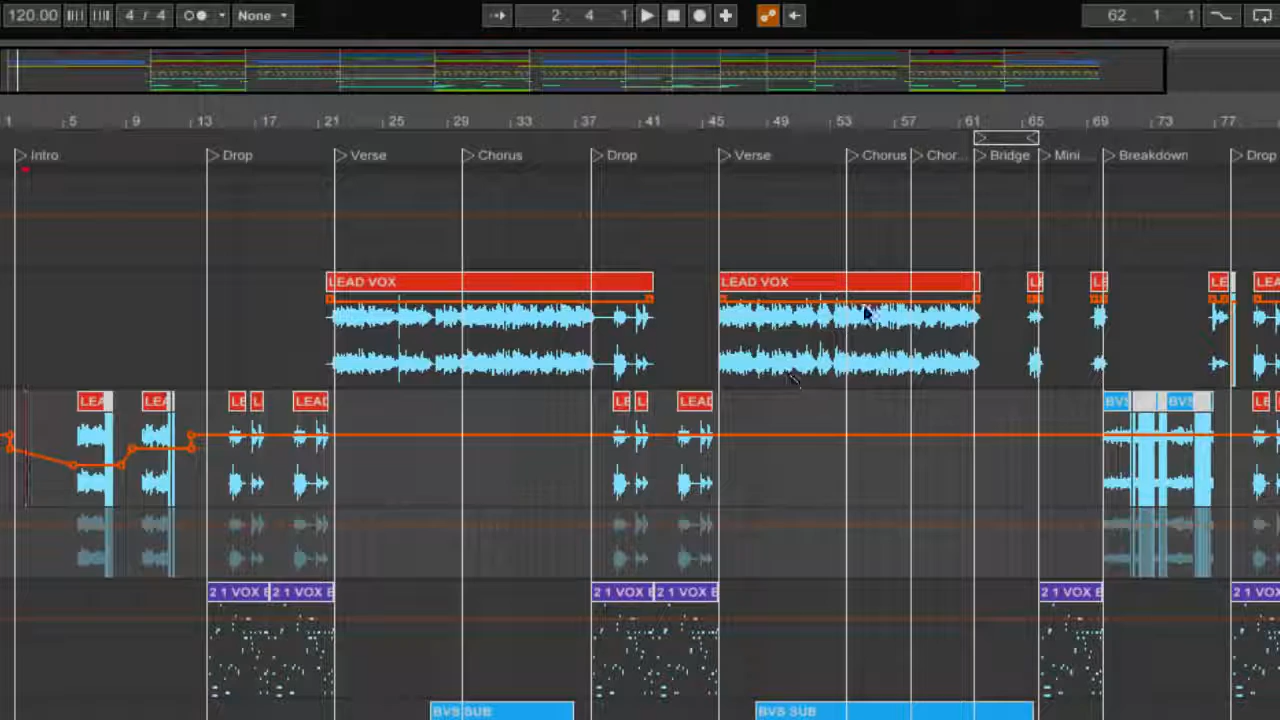 120.00 4 / 4 None 2 . 4 . 1 62 . 1 . 1
1 5 9 13 17 21 25 29 33 37 41 45 49 53 57 61 65 69 73 77
Intro Drop Verse Chorus Drop Verse Chorus Chor... Bridge Mini Breakdown Drop
LEAD VOX LEAD VOX LE LE LE LEA
LEA LEA LE L LEAD LE L LEAD BVS BVS LE
2 1 VOX E 2 1 VOX E 2 1 VOX E 2 1 VOX E 2 1 VOX E 2 1 VOX
BVS SUB BVS SUB